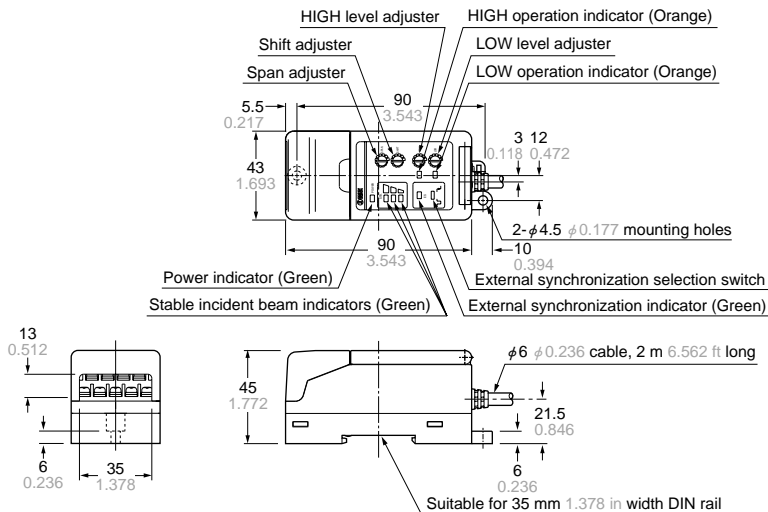 HIGH level adjuster
HIGH operation indicator (Orange)
Shift adjuster
LOW level adjuster
Span adjuster
LOW operation indicator (Orange)
5.5
0.217
90
3.543
3
0.118
12
0.472
43
1.693
2-φ4.5 φ0.177 mounting holes
90
3.543
10
0.394
Power indicator (Green)
External synchronization selection switch
Stable incident beam indicators (Green)
External synchronization indicator (Green)
13
0.512
φ6 φ0.236 cable, 2 m 6.562 ft long
45
1.772
21.5
0.846
6
0.236
35
1.378
6
0.236
Suitable for 35 mm 1.378 in width DIN rail